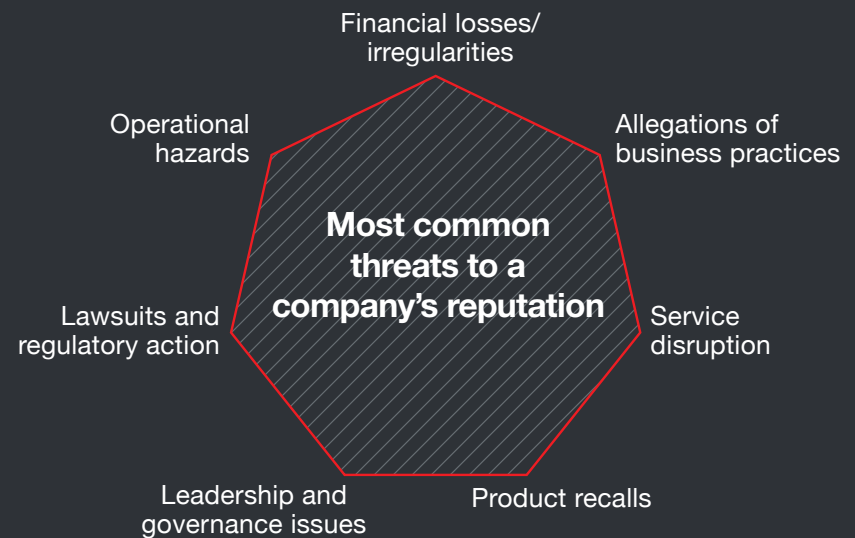 Financial losses/
irregularities
Operational
hazards
Allegations of
business practices
Most common
threats to a
company’s reputation
Lawsuits and
regulatory action
Service
disruption
Leadership and
governance issues
Product recalls